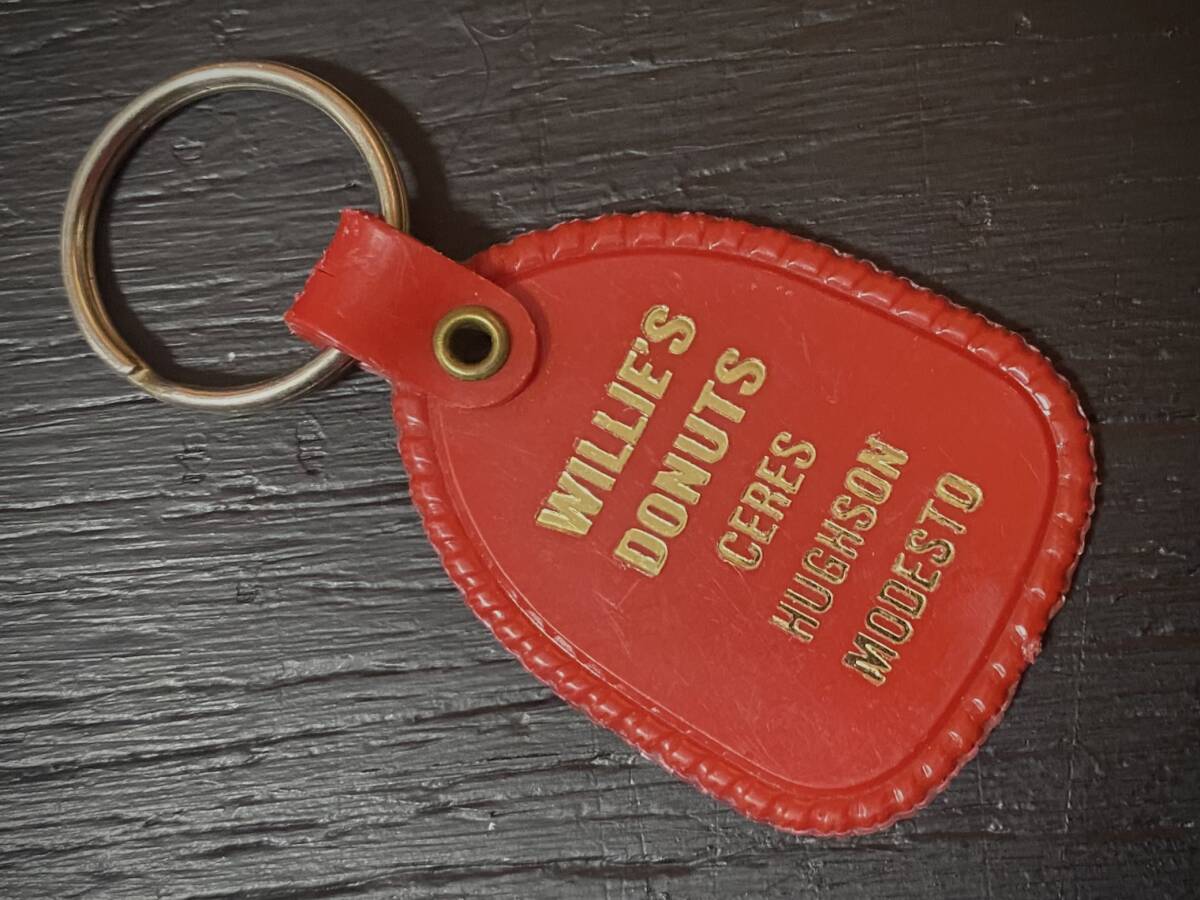 WILLIE'S
DONUTS
CERES
HUGHSON
MODESTO